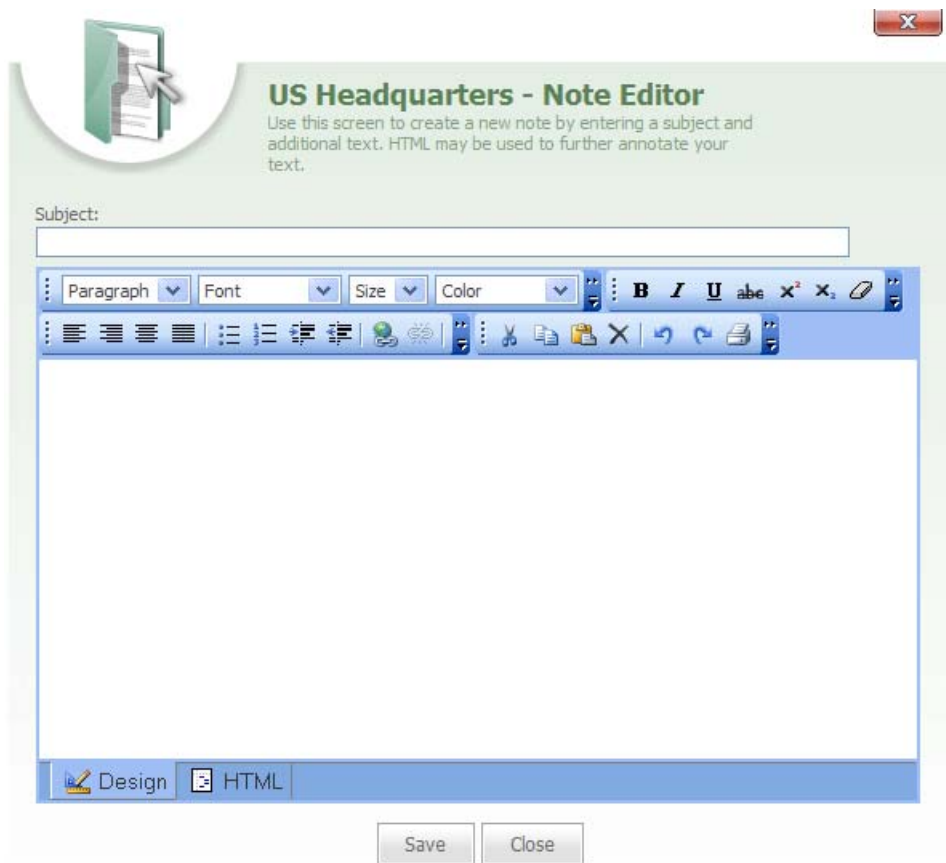 US Headquarters - Note Editor
Use this screen to create a new note by entering a subject and
additional text. HTML may be used to further annotate your
text.
Subject:
Paragraph Font Size Color B I U abc x² x₂
Design HTML
Save Close